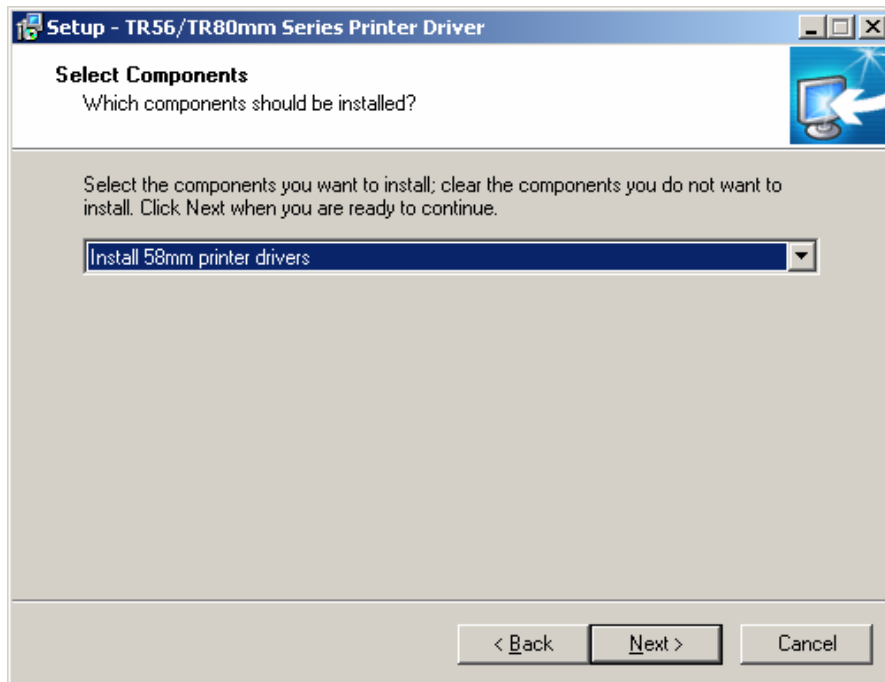 Setup - TR56/TR80mm Series Printer Driver
Select Components
Which components should be installed?
Select the components you want to install; clear the components you do not want to
install. Click Next when you are ready to continue.
Install 58mm printer drivers
< Back Next > Cancel